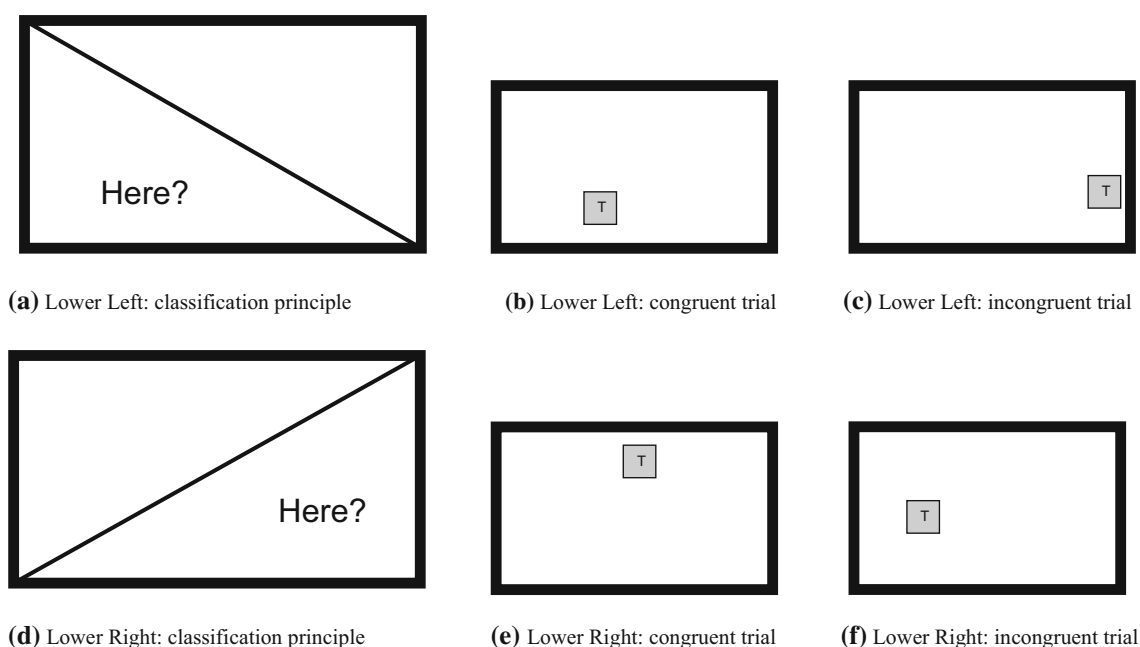 Here?
T
T
(a) Lower Left: classification principle
(b) Lower Left: congruent trial
(c) Lower Left: incongruent trial
Here?
T
T
(d) Lower Right: classification principle
(e) Lower Right: congruent trial
(f) Lower Right: incongruent trial